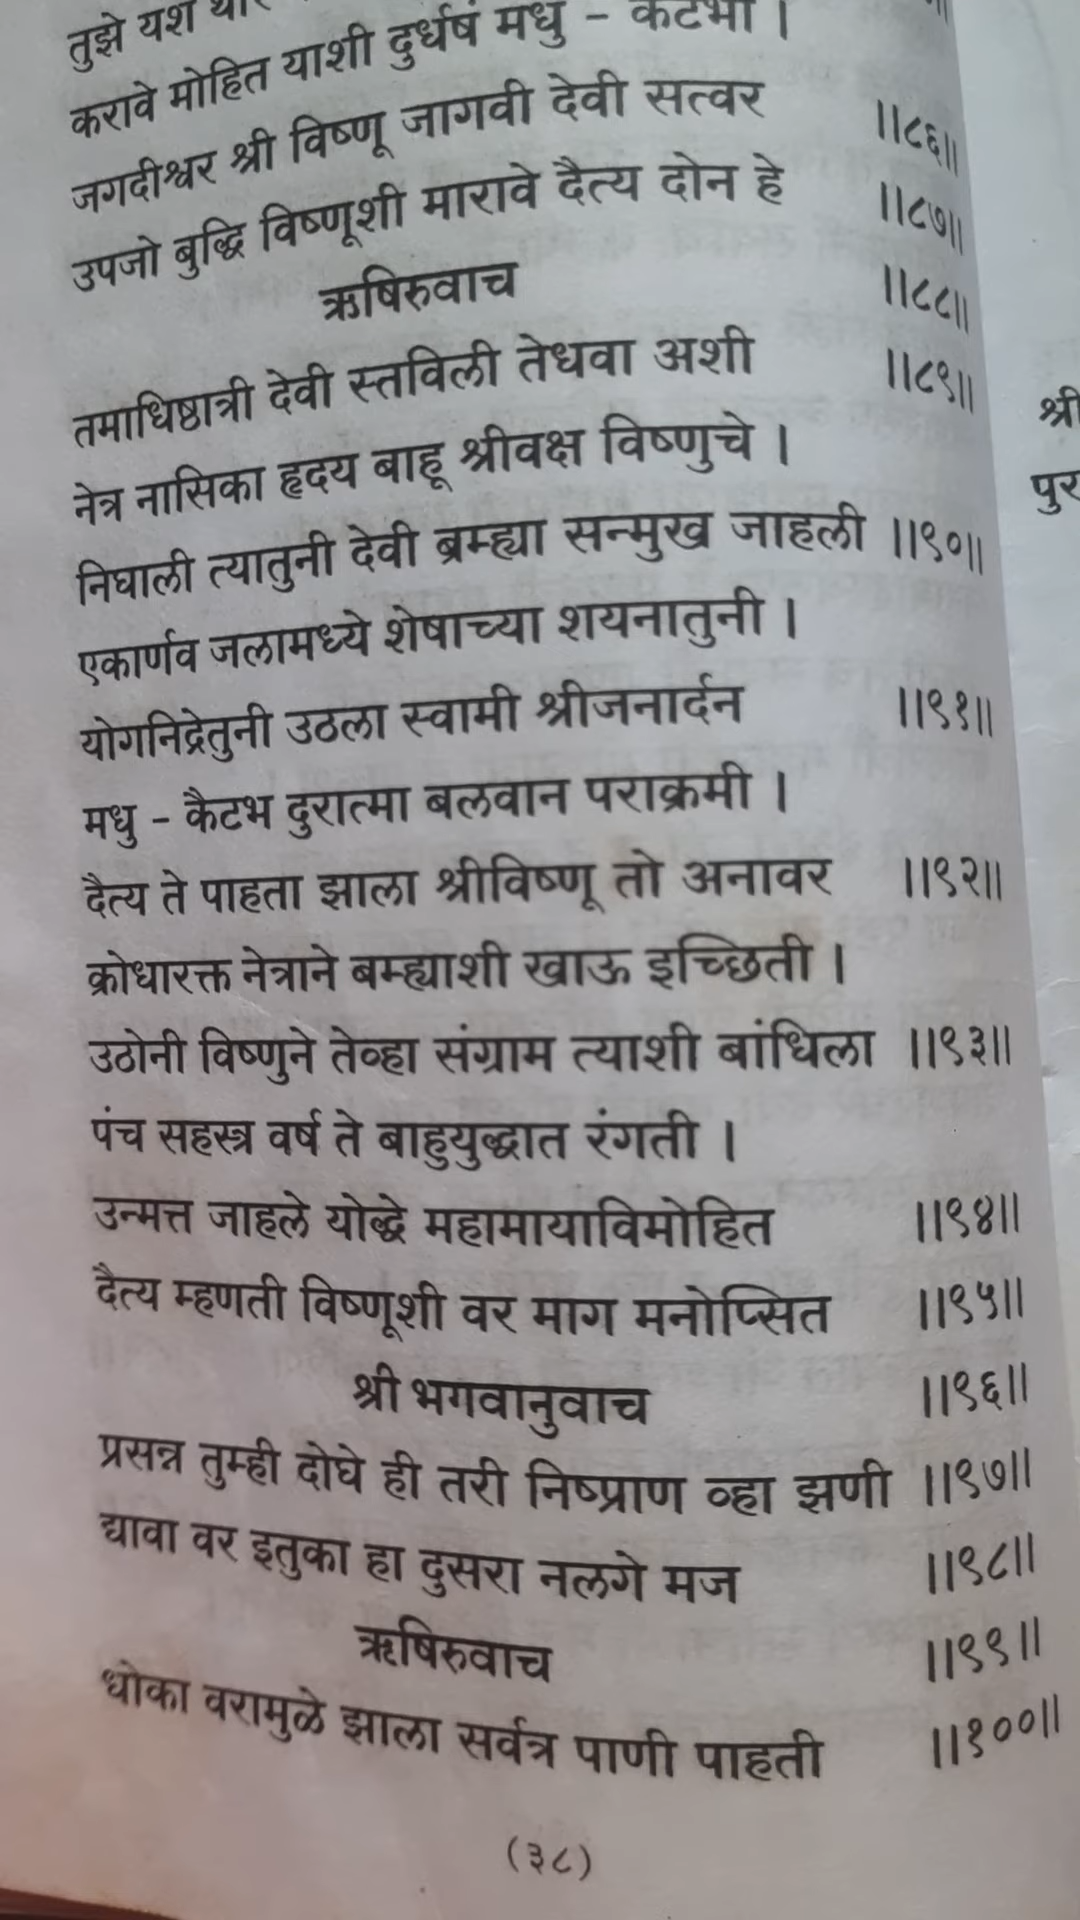 तुझे यश
करावे मोहित याशी दुर्धर्ष मधु - कैटभा ।
जगदीश्वर श्री विष्णू जागवी देवी सत्वर ॥८६॥
उपजो बुद्धि विष्णूशी मारावे दैत्य दोन हे ॥८७॥
ऋषिरुवाच ॥८८॥
तमाधिष्ठात्री देवी स्तविली तेधवा अशी ॥८९॥
नेत्र नासिका हृदय बाहू श्रीवक्ष विष्णुचे ।
निघाली त्यातुनी देवी ब्रम्ह्या सन्मुख जाहली ॥९०॥
एकार्णव जलामध्ये शेषाच्या शयनातुनी ।
योगनिद्रेतुनी उठला स्वामी श्रीजनार्दन ॥९१॥
मधु - कैटभ दुरात्मा बलवान पराक्रमी ।
दैत्य ते पाहता झाला श्रीविष्णू तो अनावर ॥९२॥
क्रोधारक्त नेत्राने बम्ह्याशी खाऊ इच्छिती ।
उठोनी विष्णुने तेव्हा संग्राम त्याशी बांधिला ॥९३॥
पंच सहस्त्र वर्ष ते बाहुयुद्धात रंगती ।
उन्मत्त जाहले योद्धे महामायाविमोहित ॥९४॥
दैत्य म्हणती विष्णूशी वर माग मनोप्सित ॥९५॥
श्री भगवानुवाच ॥९६॥
प्रसन्न तुम्ही दोघे ही तरी निष्प्राण व्हा झणी ॥९७॥
द्यावा वर इतुका हा दुसरा नलगे मज ॥९८॥
ऋषिरुवाच ॥९९॥
धोका वरामुळे झाला सर्वत्र पाणी पाहती ॥१००॥
(३८)
श्री
पुर